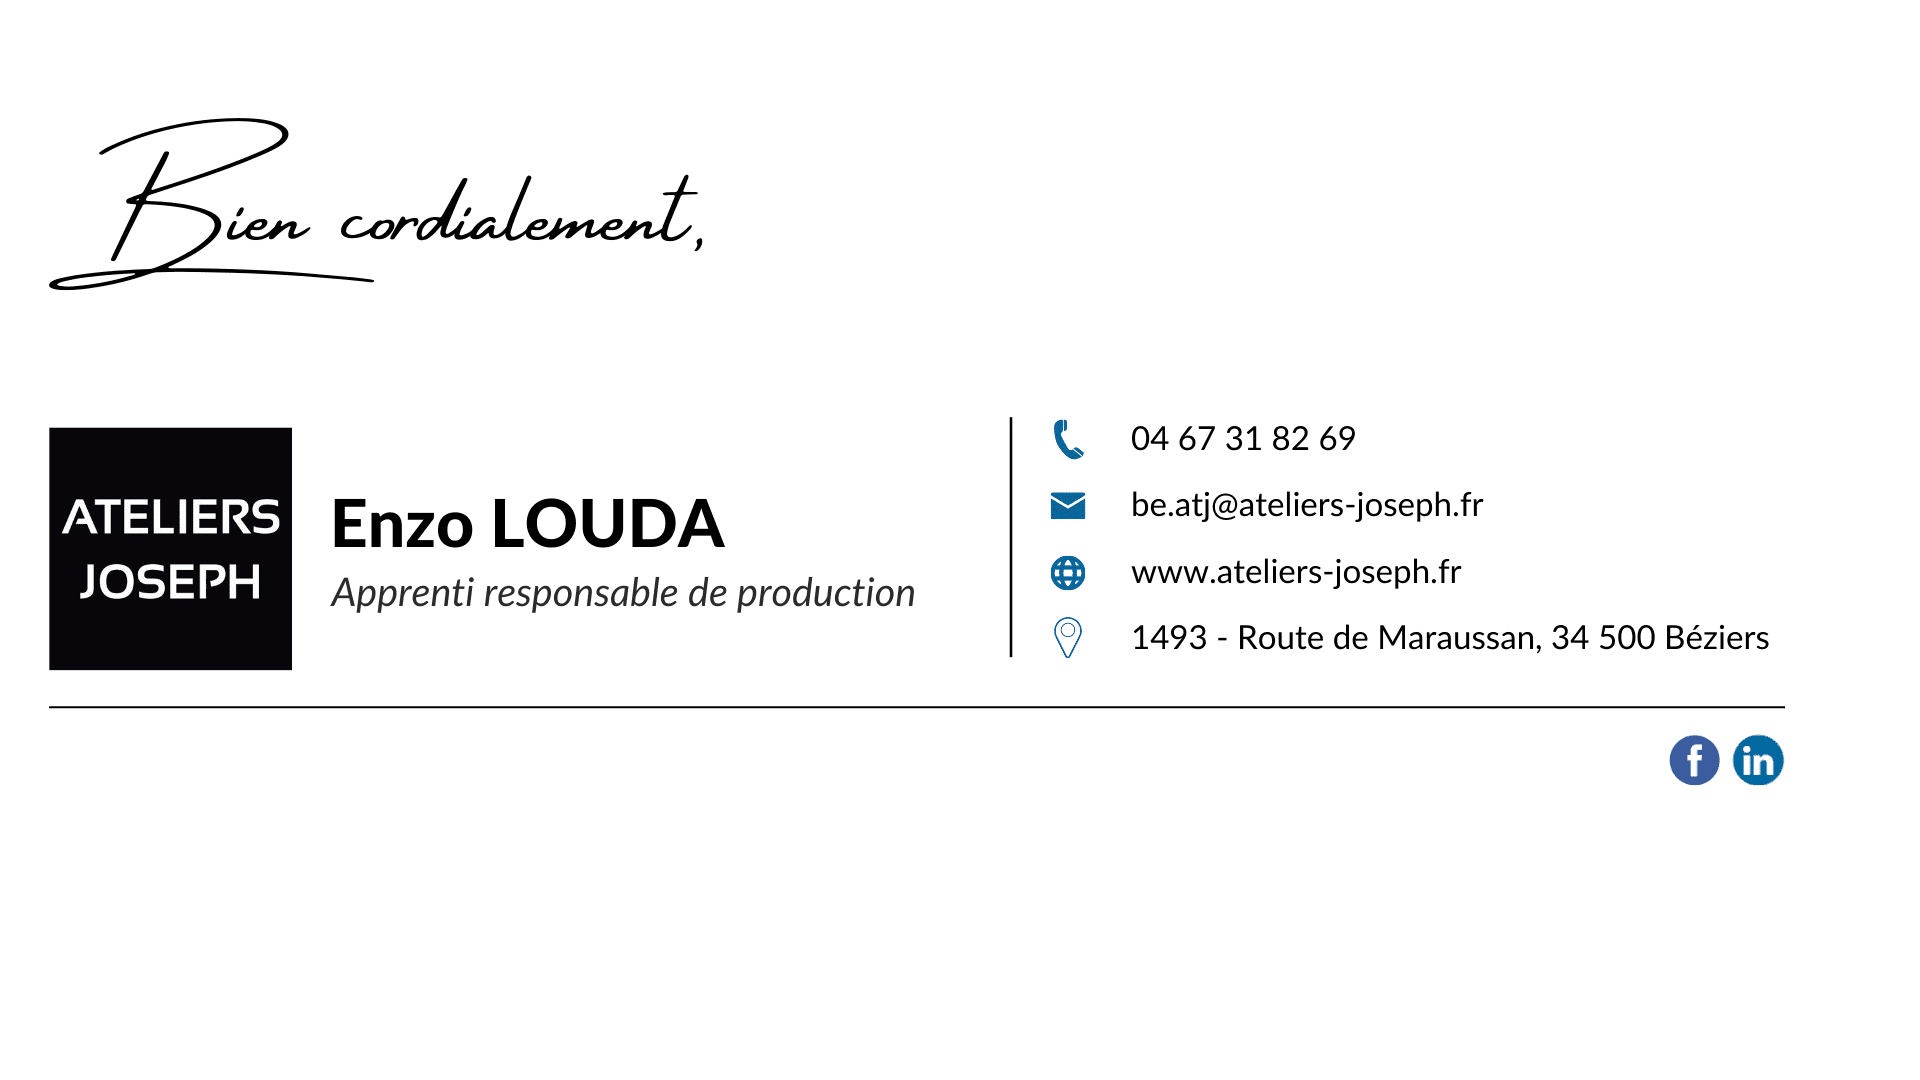 Bien cordialement,
ATELIERS
JOSEPH
Enzo LOUDA
Apprenti responsable de production
04 67 31 82 69
be.atj@ateliers-joseph.fr
www.ateliers-joseph.fr
1493 - Route de Maraussan, 34 500 Béziers
f in